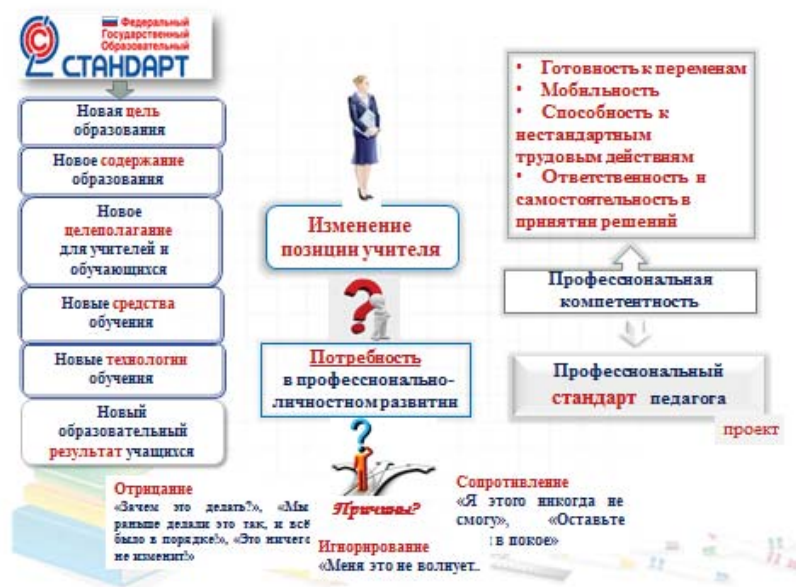 Федеральный
Государственный
Образовательный
СТАНДАРТ
Новая цель
образования
Новое содержание
образования
Новое
целеполагание
для учителей и
обучающихся
Новые средства
обучения
Новые технологии
обучения
Новый
образовательный
результат учащихся
Изменение
позиции учителя
Потребность
в профессионально-
личностном развитии
Причины?
• Готовность к переменам
• Мобильность
• Способность к
нестандартным
трудовым действиям
• Ответственность и
самостоятельность в
принятии решений
Профессиональная
компетентность
Профессиональный
стандарт педагога
проект
Отрицание
«Зачем это делать?», «Мы
раньше делали это так, и всё
было в порядке!», «Это ничего
не изменит!»
Игнорирование
«Меня это не волнует..
Сопротивление
«Я этого никогда не
смогу», «Оставьте
в покое»